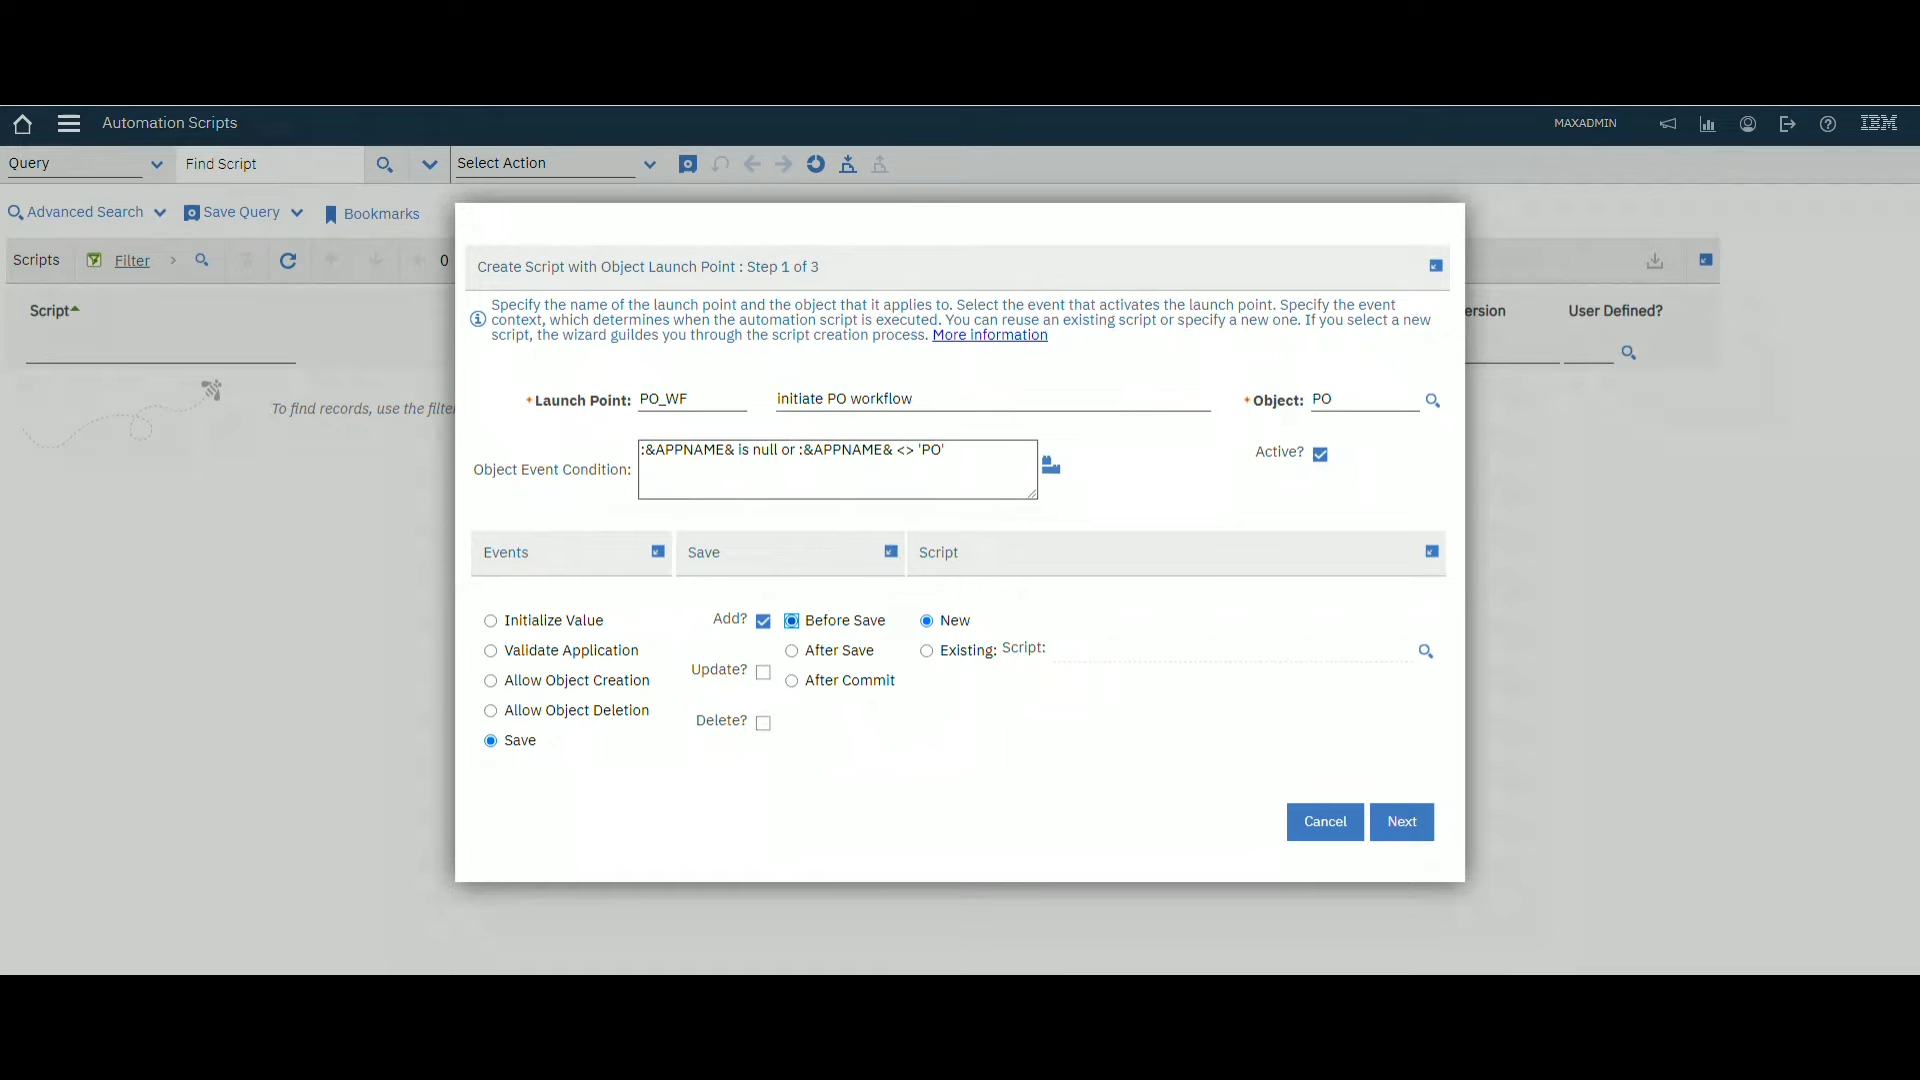 Automation Scripts
MAXADMIN
IBM
Query
Find Script
Select Action
Advanced Search
Save Query
Bookmarks
Scripts
Filter
0
Script
ersion
User Defined?
To find records, use the filte
Create Script with Object Launch Point : Step 1 of 3
Specify the name of the launch point and the object that it applies to. Select the event that activates the launch point. Specify the event
context, which determines when the automation script is executed. You can reuse an existing script or specify a new one. If you select a new
script, the wizard guildes you through the script creation process. More information
*Launch Point: PO_WF initiate PO workflow *Object: PO
Object Event Condition: :&APPNAME& is null or :&APPNAME& <> 'PO' Active?
Events Save Script
Initialize Value Add? Before Save New
Validate Application After Save Existing: Script:
Allow Object Creation Update? After Commit
Allow Object Deletion Delete?
Save
Cancel Next